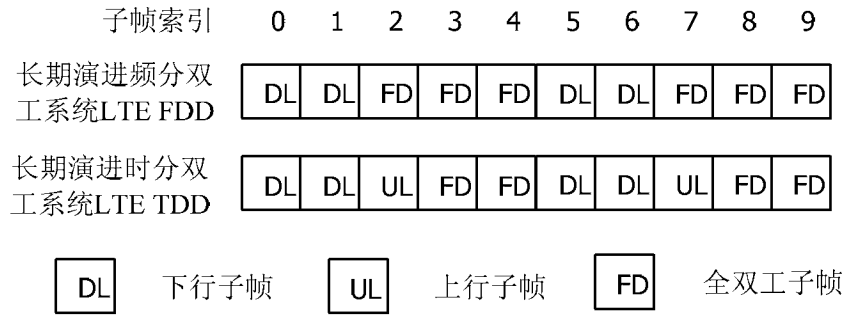 子帧索引 0 1 2 3 4 5 6 7 8 9
长期演进频分双
工系统LTE FDD
DL DL FD FD FD DL DL FD FD FD
长期演进时分双
工系统LTE TDD
DL DL UL FD FD DL DL UL FD FD
DL 下行子帧 UL 上行子帧 FD 全双工子帧